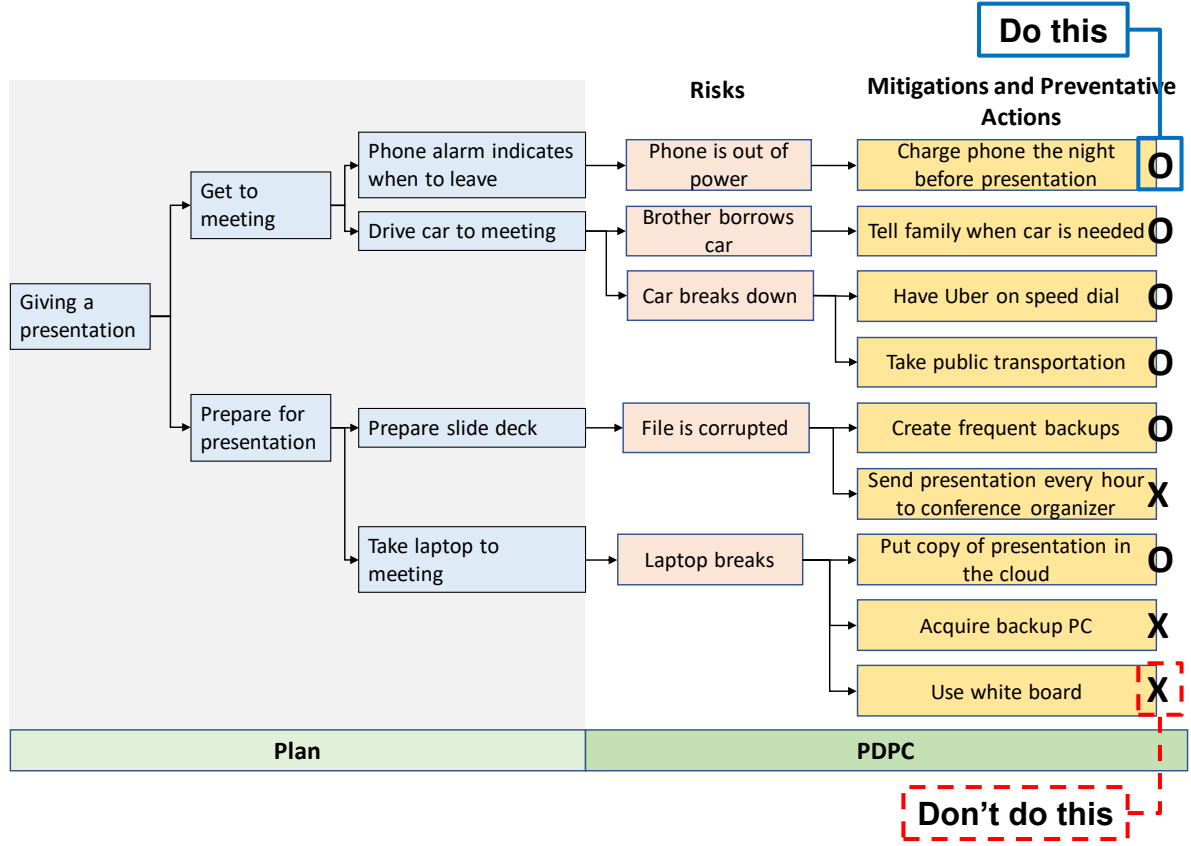 Do this
Risks
Mitigations and Preventative
Actions
Phone alarm indicates
when to leave
Phone is out of
power
Charge phone the night
before presentation
O
Get to
meeting
Drive car to meeting
Brother borrows
car
Tell family when car is needed
O
Giving a
presentation
Car breaks down
Have Uber on speed dial
O
Take public transportation
O
Prepare for
presentation
Prepare slide deck
File is corrupted
Create frequent backups
O
Send presentation every hour
to conference organizer
X
Take laptop to
meeting
Laptop breaks
Put copy of presentation in
the cloud
O
Acquire backup PC
X
Use white board
X
Plan
PDPC
Don't do this